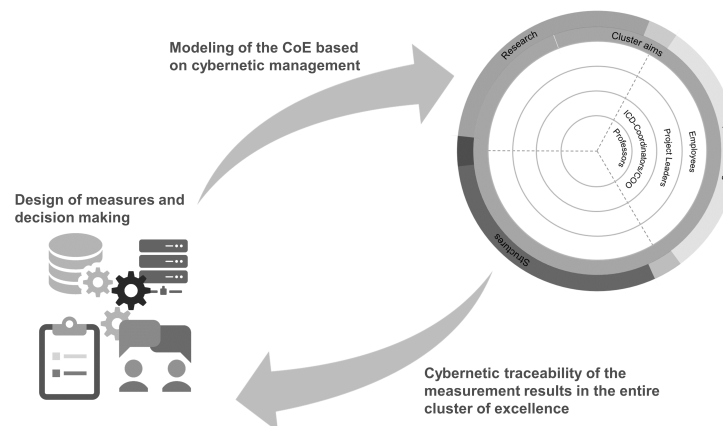 Modeling of the CoE based
on cybernetic management
Research
Cluster aims
Professors
ICD-Coordinators/COO
Project Leaders
Employees
Structures
Design of measures and
decision making
Cybernetic traceability of the
measurement results in the entire
cluster of excellence